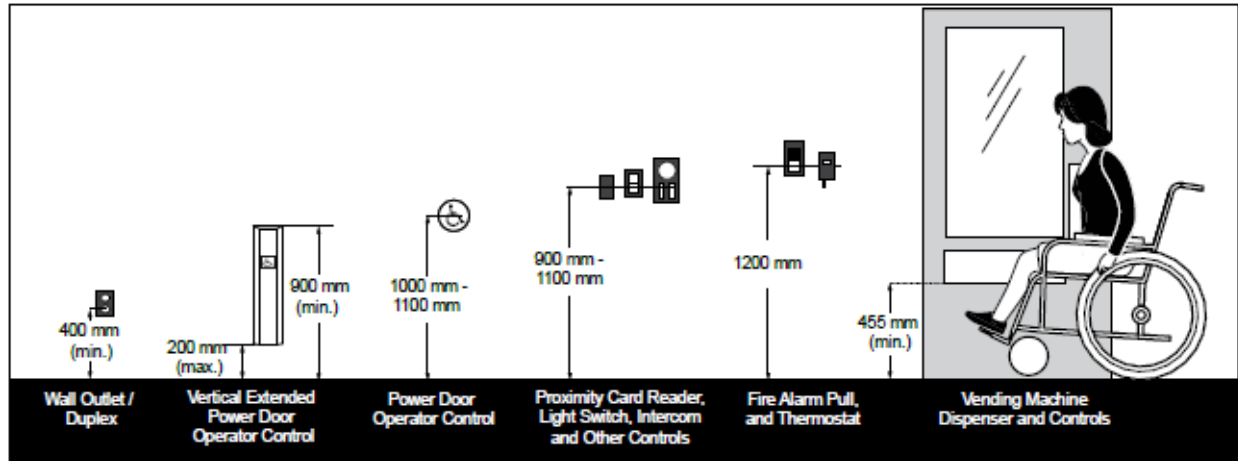 400 mm
(min.)
200 mm
(max.)
900 mm
(min.)
1000 mm -
1100 mm
900 mm -
1100 mm
1200 mm
455 mm
(min.)
Wall Outlet /
Duplex
Vertical Extended
Power Door
Operator Control
Power Door
Operator Control
Proximity Card Reader,
Light Switch, Intercom
and Other Controls
Fire Alarm Pull,
and Thermostat
Vending Machine
Dispenser and Controls